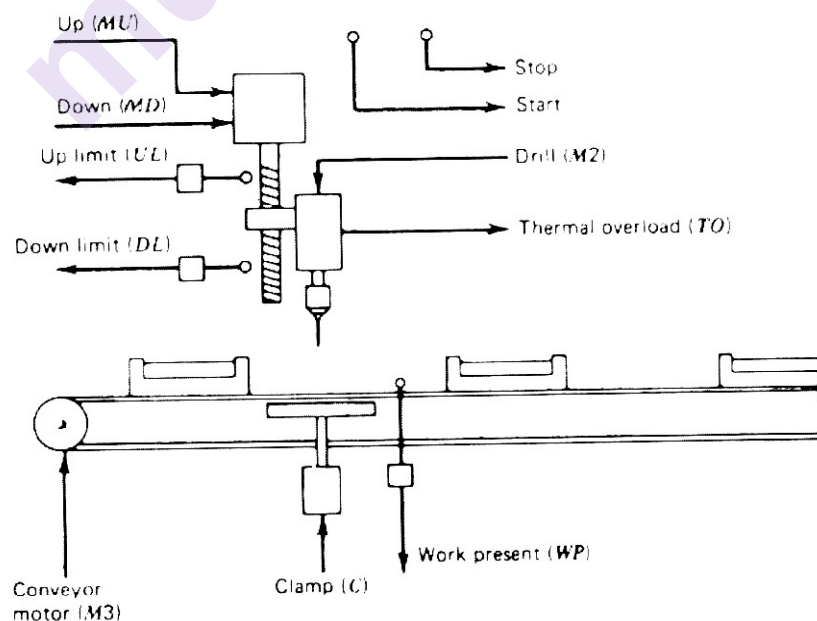 Up (MU)
Stop
Down (MD)
Start
Up limit (UL)
Drill (M2)
Thermal overload (TO)
Down limit (DL)
Work present (WP)
Clamp (C)
Conveyor
motor (M3)